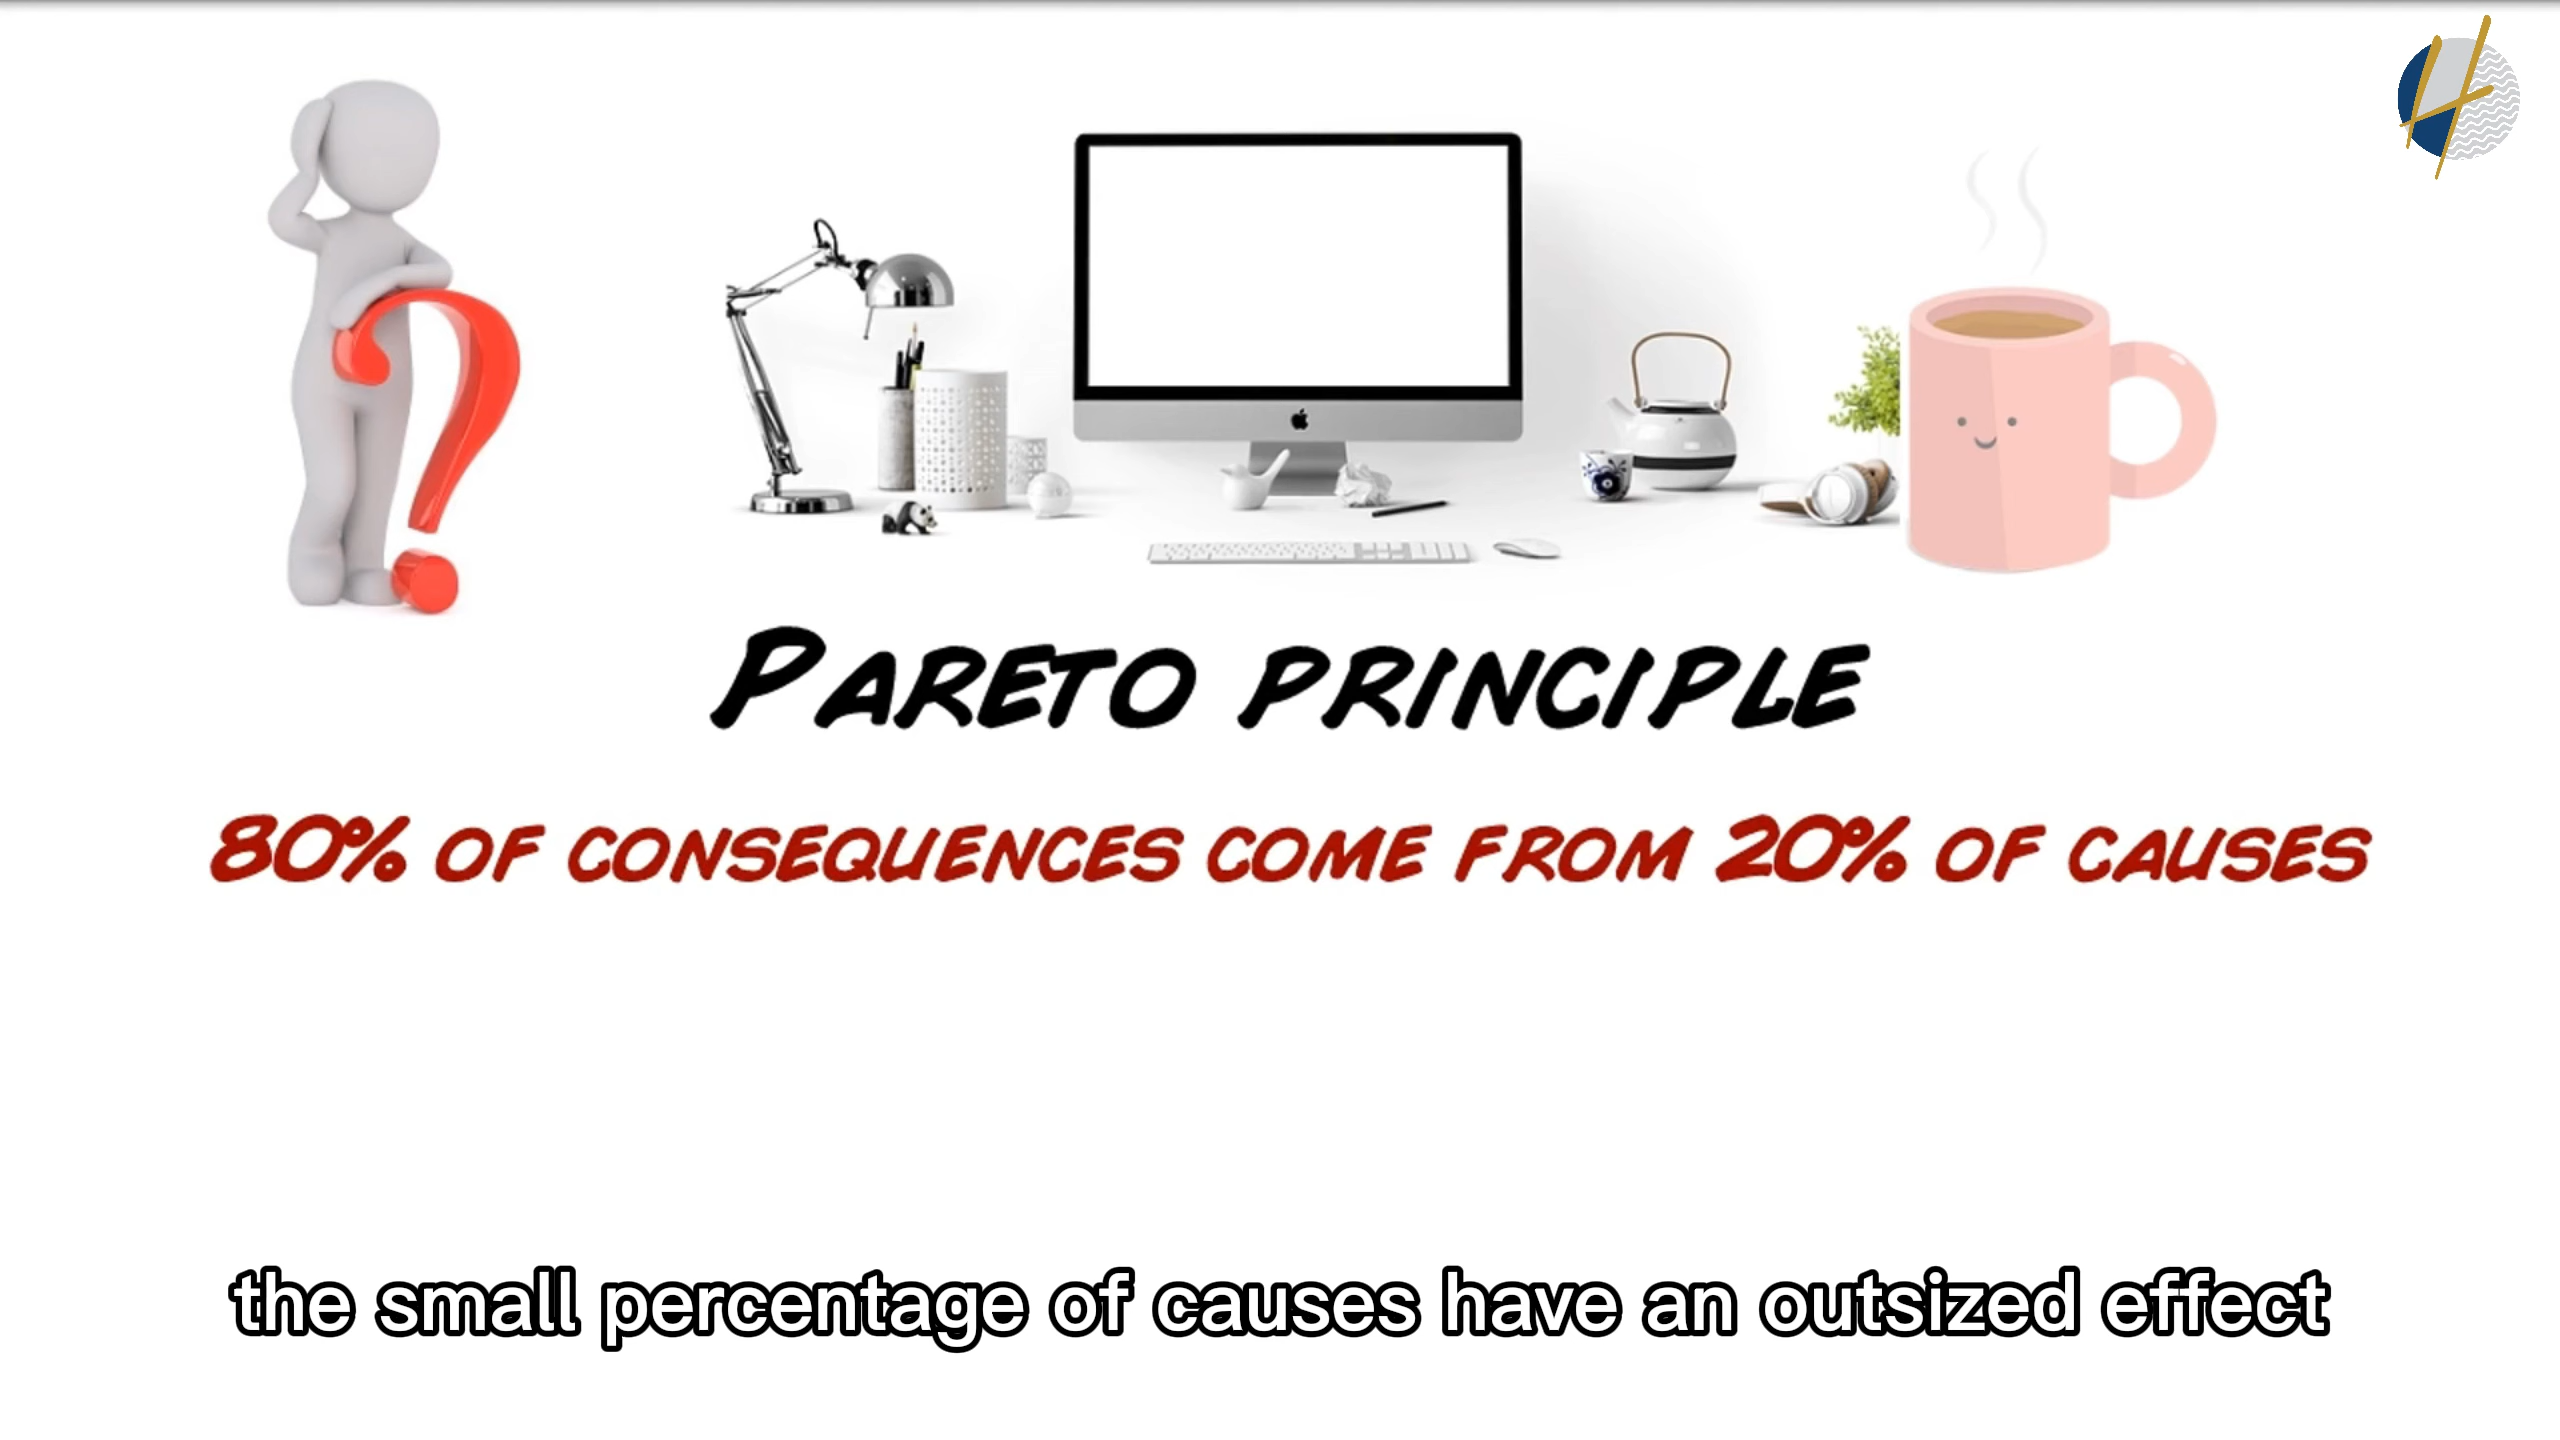 PARETO PRINCIPLE
80% OF CONSEQUENCES COME FROM 20% OF CAUSES
the small percentage of causes have an outsized effect